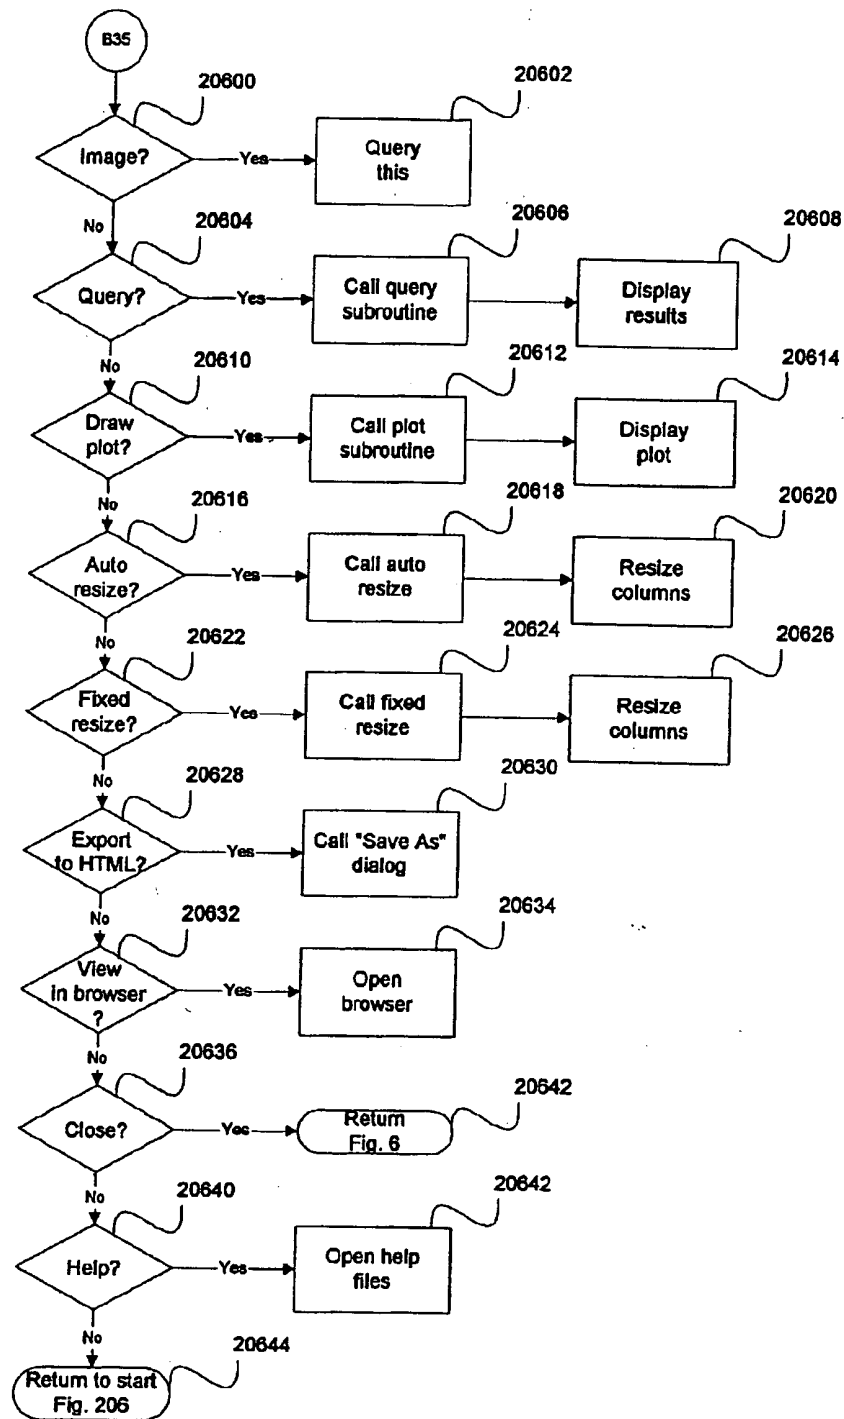 B35
20600
20602
Image?
Yes
Query
this
No
20604
20606
20608
Query?
Yes
Call query
subroutine
Display
results
No
20610
20612
20614
Draw
plot?
Yes
Call plot
subroutine
Display
plot
No
20616
20618
20620
Auto
resize?
Yes
Call auto
resize
Resize
columns
No
20622
20624
20626
Fixed
resize?
Yes
Call fixed
resize
Resize
columns
No
20628
20630
Export
to HTML?
Yes
Call "Save As"
dialog
No
20632
20634
View
in browser
?
Yes
Open
browser
No
20636
20642
Close?
Yes
Return
Fig. 6
No
20640
20642
Help?
Yes
Open help
files
No
20644
Return to start
Fig. 206